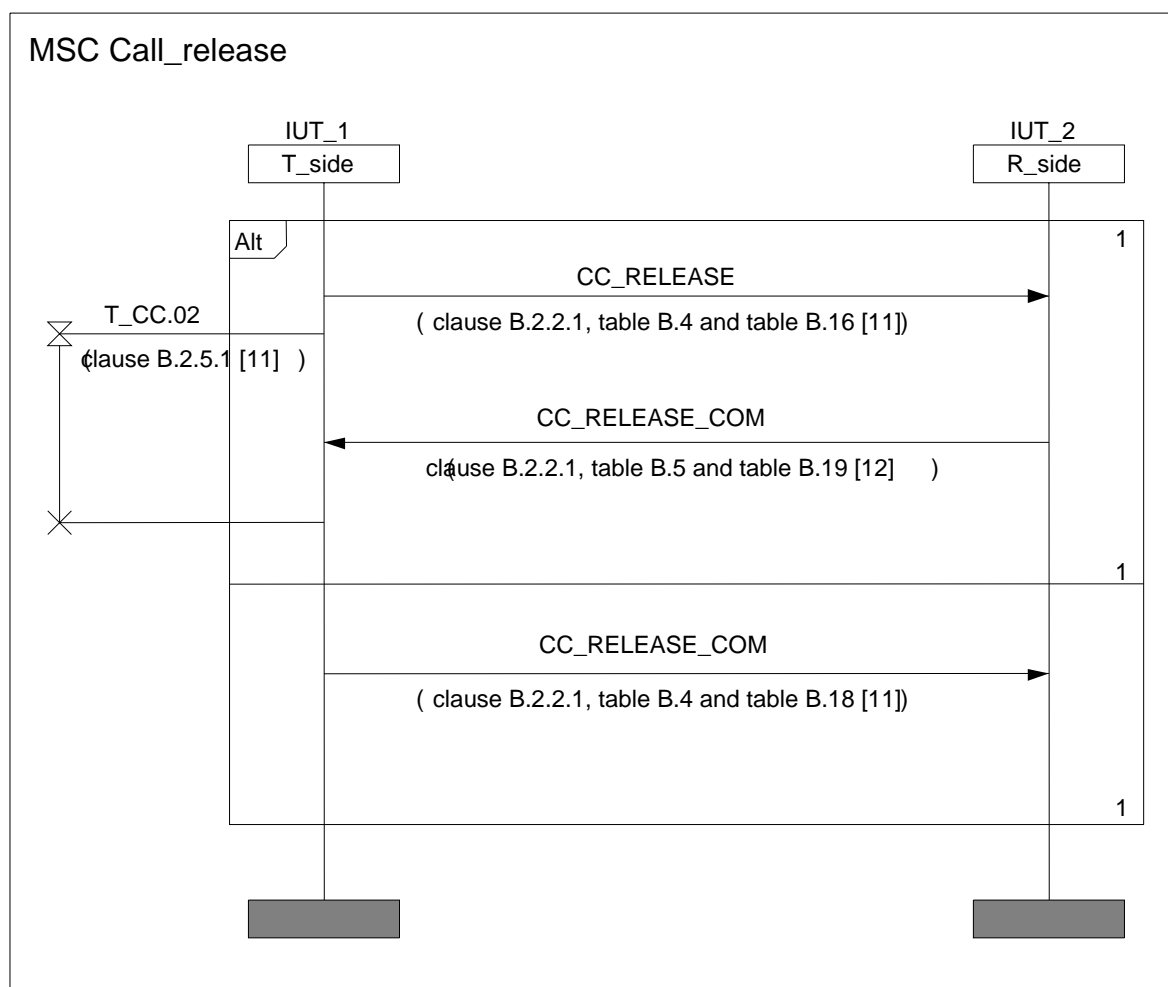 MSC Call_release
IUT_1
IUT_2
T_side
R_side
Alt
1
CC_RELEASE
( clause B.2.2.1, table B.4 and table B.16 [11])
T_CC.02
(clause B.2.5.1 [11] )
CC_RELEASE_COM
(clause B.2.2.1, table B.5 and table B.19 [12] )
1
CC_RELEASE_COM
( clause B.2.2.1, table B.4 and table B.18 [11])
1